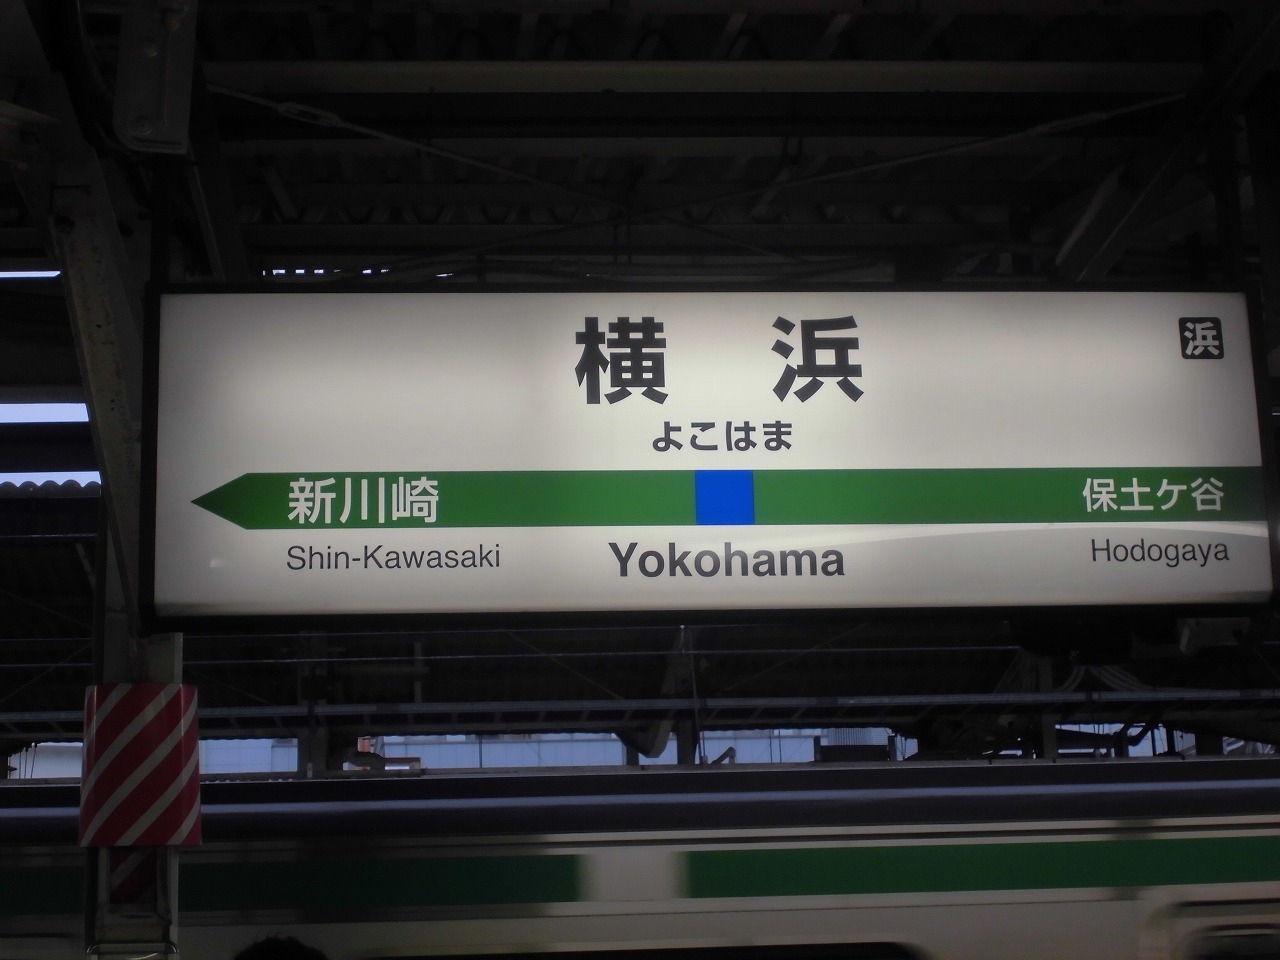 横浜
浜
よこはま
新川崎
保土ケ谷
Shin-Kawasaki
Yokohama
Hodogaya